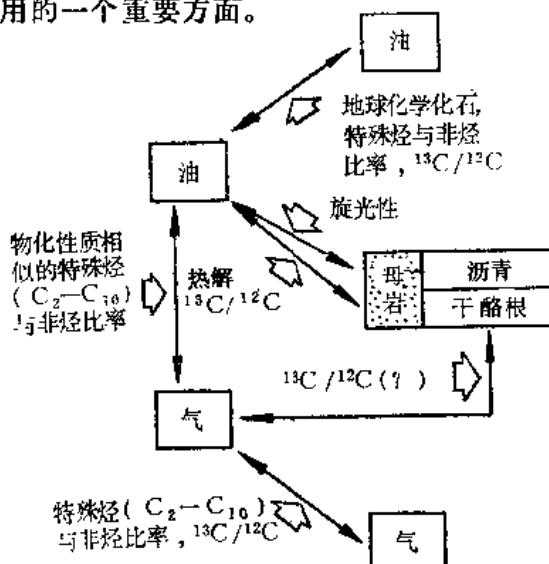 用的一个重要方面。
油
地球化学化石,
特殊烃与非烃
比率，¹³C/¹²C
油
旋光性
物化性质相
似的特殊烃
( C₂—C₁₀ )
与非烃比率
热解
¹³C/¹²C
母岩
沥青
干酪根
¹³C/¹²C(?)
气
特殊烃( C₂—C₁₀ )
与非烃比率，¹³C/¹²C
气